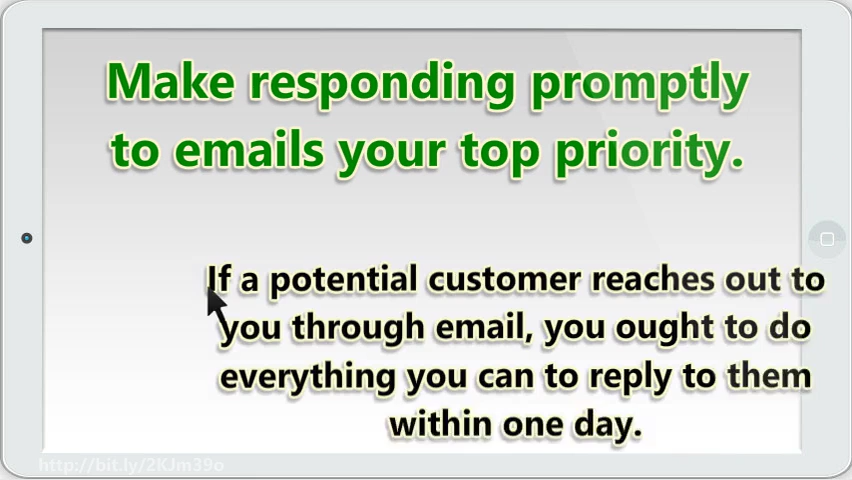 Make responding promptly
to emails your top priority.
If a potential customer reaches out to
you through email, you ought to do
everything you can to reply to them
within one day.
http://bit.ly/2KJm39o